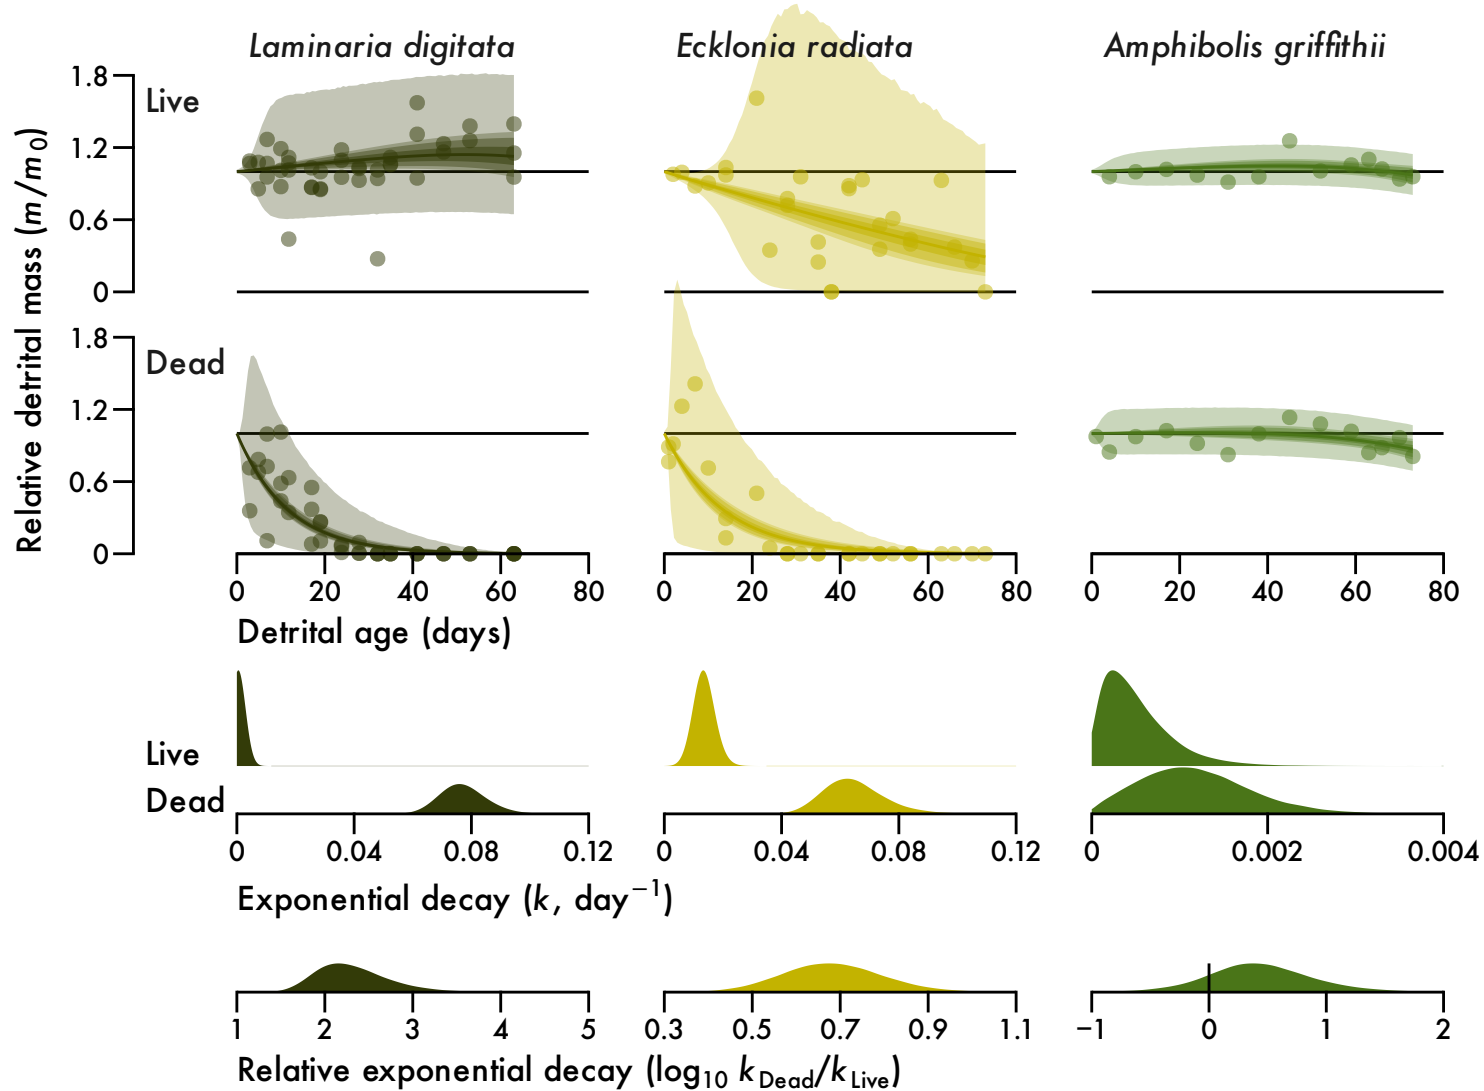 Laminaria digitata
Ecklonia radiata
Amphibolis griffithii
Relative detrital mass (m/m0)
1.8
1.2
0.6
0
Live
1.8
1.2
0.6
0
Dead
0 20 40 60 80
0 20 40 60 80
0 20 40 60 80
Detrital age (days)
Live
Dead
0 0.04 0.08 0.12
0 0.04 0.08 0.12
0 0.002 0.004
Exponential decay (k, day−1)
1 2 3 4 5
0.3 0.5 0.7 0.9 1.1
−1 0 1 2
Relative exponential decay (log10 kDead/kLive)